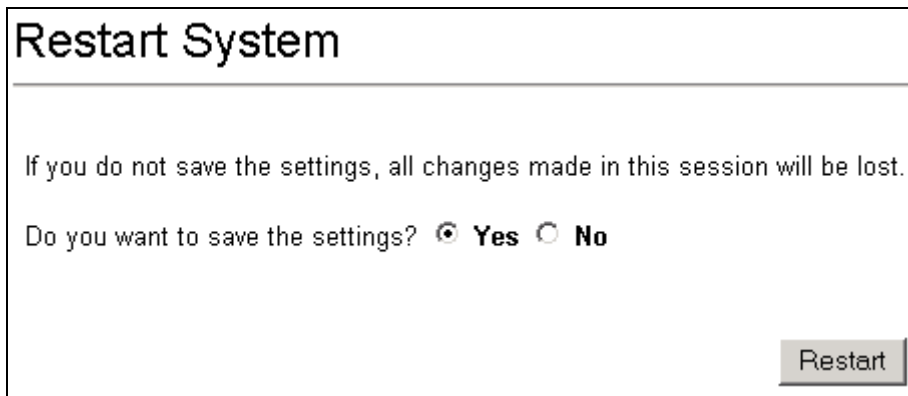 Restart System
If you do not save the settings, all changes made in this session will be lost.
Do you want to save the settings? Yes No
Restart